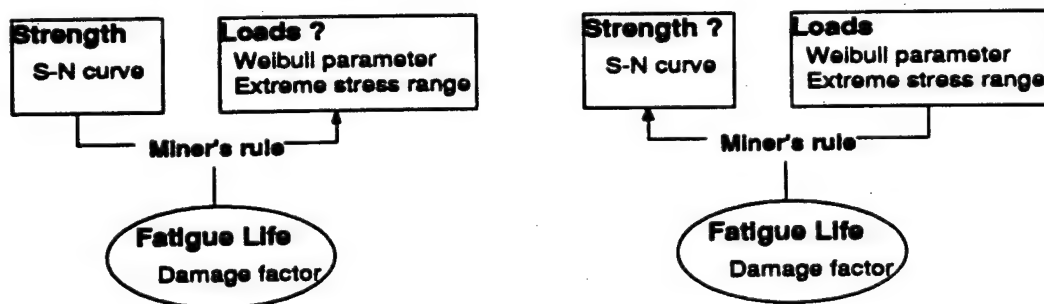 Strength
S-N curve
Loads ?
Weibull parameter
Extreme stress range
Miner's rule
Fatigue Life
Damage factor
Strength ?
S-N curve
Loads
Weibull parameter
Extreme stress range
Miner's rule
Fatigue Life
Damage factor